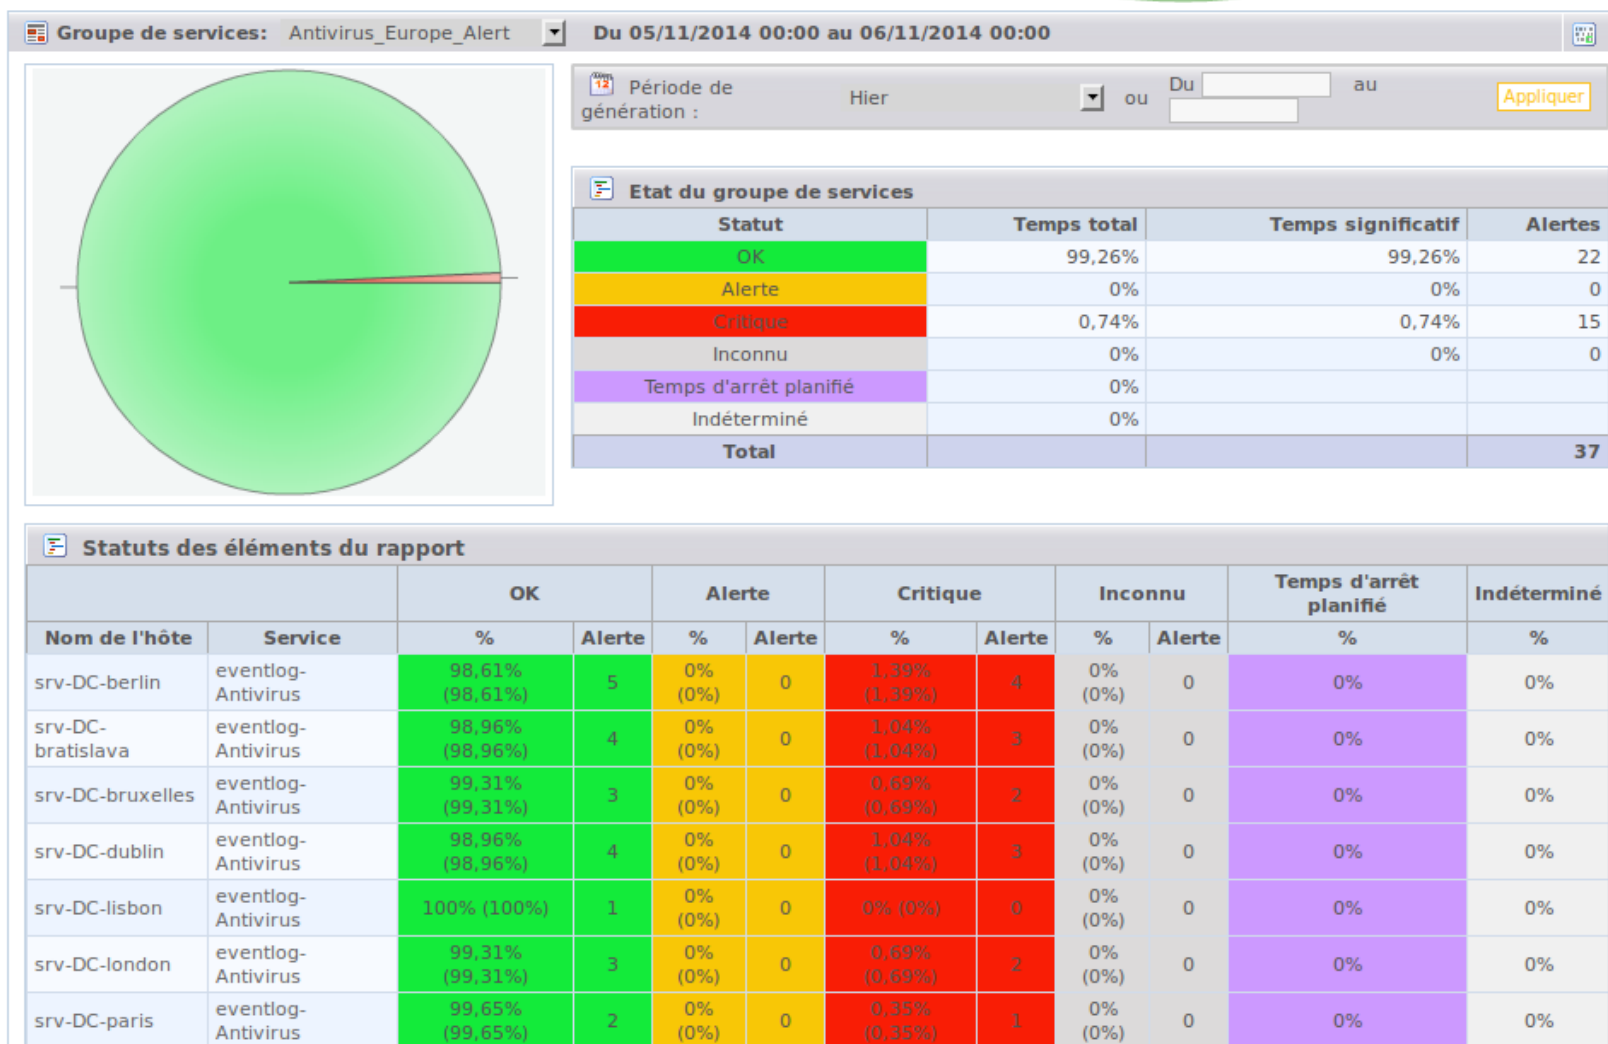 Groupe de services: Antivirus_Europe_Alert Du 05/11/2014 00:00 au 06/11/2014 00:00
Période de génération : Hier ou Du au Appliquer
Etat du groupe de services
Statut Temps total Temps significatif Alertes
OK 99,26% 99,26% 22
Alerte 0% 0% 0
Critique 0,74% 0,74% 15
Inconnu 0% 0% 0
Temps d'arrêt planifié 0%
Indéterminé 0%
Total 37
Statuts des éléments du rapport
OK Alerte Critique Inconnu Temps d'arrêt planifié Indéterminé
Nom de l'hôte Service % Alerte % Alerte % Alerte % Alerte % %
srv-DC-berlin eventlog-Antivirus 98,61% (98,61%) 5 0% (0%) 0 1,39% (1,39%) 4 0% (0%) 0 0% 0%
srv-DC-bratislava eventlog-Antivirus 98,96% (98,96%) 4 0% (0%) 0 1,04% (1,04%) 3 0% (0%) 0 0% 0%
srv-DC-bruxelles eventlog-Antivirus 99,31% (99,31%) 3 0% (0%) 0 0,69% (0,69%) 2 0% (0%) 0 0% 0%
srv-DC-dublin eventlog-Antivirus 98,96% (98,96%) 4 0% (0%) 0 1,04% (1,04%) 3 0% (0%) 0 0% 0%
srv-DC-lisbon eventlog-Antivirus 100% (100%) 1 0% (0%) 0 0% (0%) 0 0% (0%) 0 0% 0%
srv-DC-london eventlog-Antivirus 99,31% (99,31%) 3 0% (0%) 0 0,69% (0,69%) 2 0% (0%) 0 0% 0%
srv-DC-paris eventlog-Antivirus 99,65% (99,65%) 2 0% (0%) 0 0,35% (0,35%) 1 0% (0%) 0 0% 0%